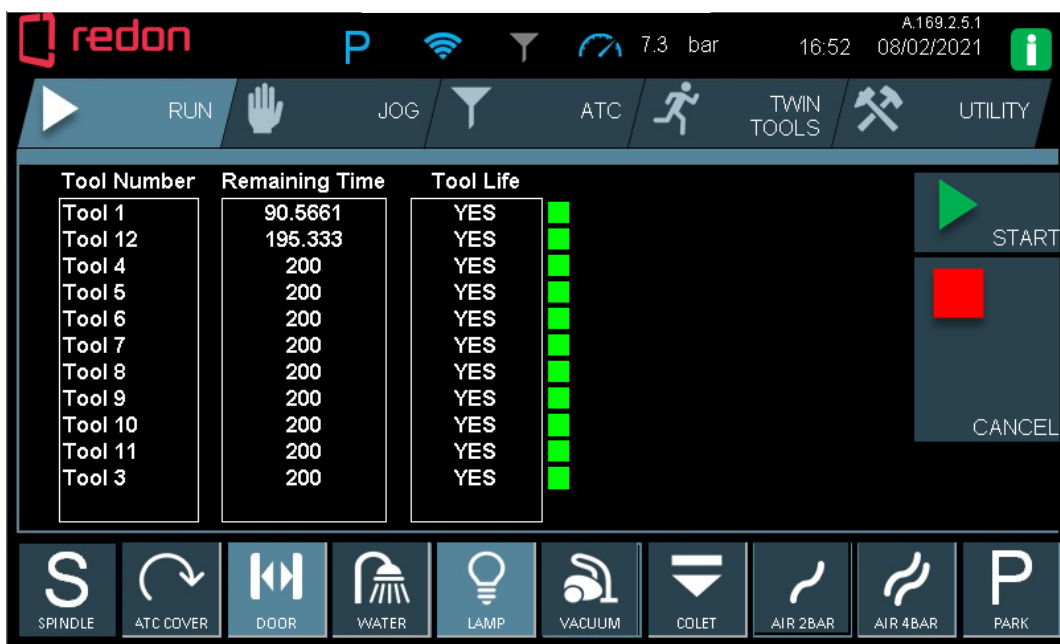 redon P 7.3 bar 16:52 A.169.2.5.1 08/02/2021 i
RUN JOG ATC TWIN TOOLS UTILITY
Tool Number Remaining Time Tool Life
Tool 1 90.5661 YES
Tool 12 195.333 YES
Tool 4 200 YES
Tool 5 200 YES
Tool 6 200 YES
Tool 7 200 YES
Tool 8 200 YES
Tool 9 200 YES
Tool 10 200 YES
Tool 11 200 YES
Tool 3 200 YES
START
CANCEL
S P
SPINDLE ATC COVER DOOR WATER LAMP VACUUM COLET AIR 2BAR AIR 4BAR PARK